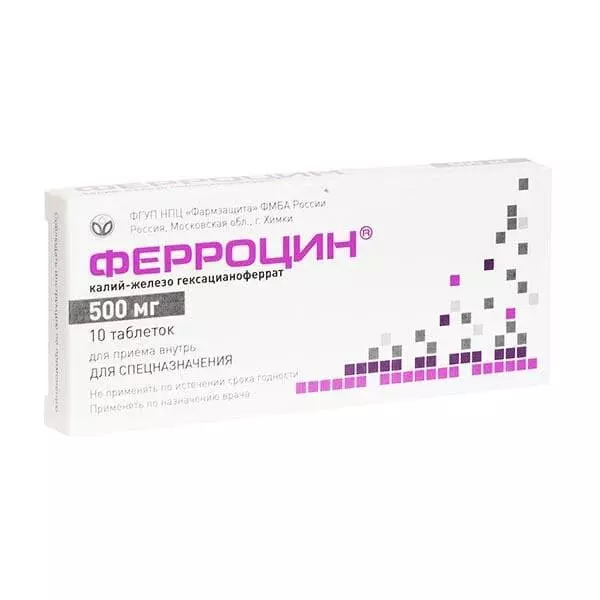 ФГУП НПЦ «Фармзащита» ФМБА России
Россия, Московская обл., г. Химки
ФЕРРОЦИН®
калий-железо гексацианоферрат
500 мг
10 таблеток
для приема внутрь
ДЛЯ СПЕЦНАЗНАЧЕНИЯ
Не применять по истечении срока годности
Применять по назначению врача